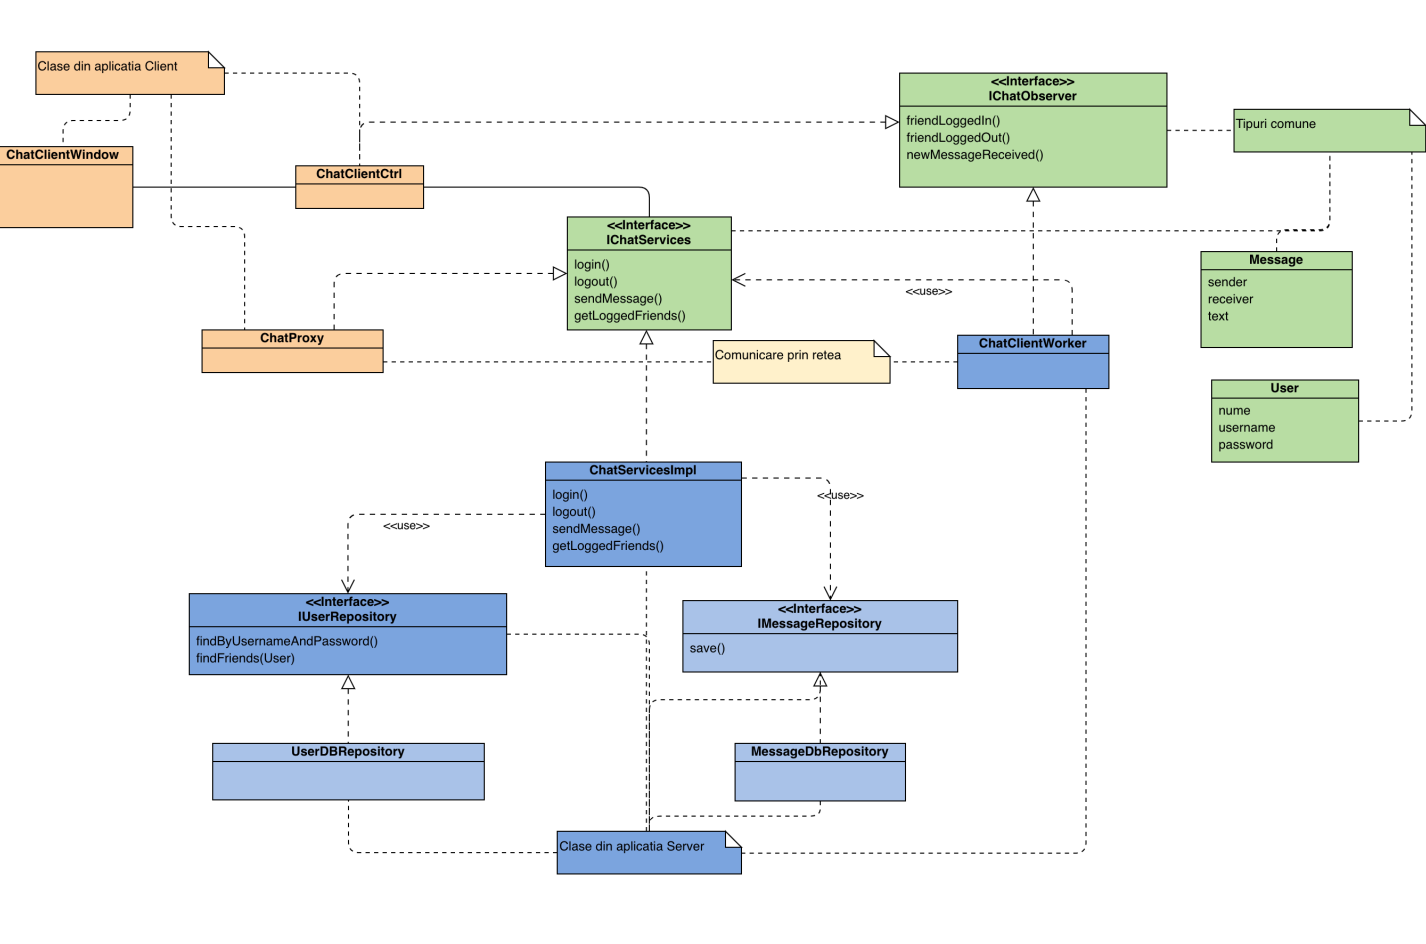 Clase din aplicatia Client
<<Interface>>
IChatObserver
friendLoggedIn()
friendLoggedOut()
newMessageReceived()
Tipuri comune
ChatClientWindow
ChatClientCtrl
<<Interface>>
IChatServices
login()
logout()
sendMessage()
getLoggedFriends()
<<use>>
Message
sender
receiver
text
ChatProxy
Comunicare prin retea
ChatClientWorker
User
nume
username
password
ChatServicesImpl
login()
logout()
sendMessage()
getLoggedFriends()
<<use>>
<<use>>
<<Interface>>
IUserRepository
findByUsernameAndPassword()
findFriends(User)
<<Interface>>
IMessageRepository
save()
UserDBRepository
MessageDbRepository
Clase din aplicatia Server